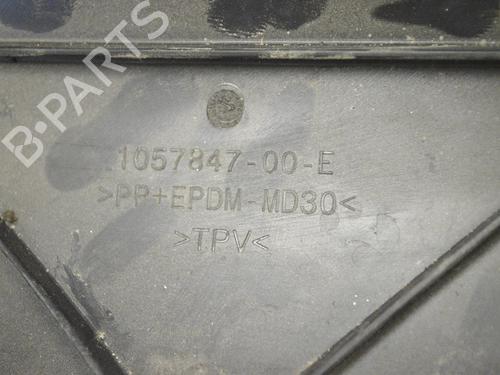 B-PARTS
1057847-00-E
>PP+EPDM-MD30<
>TPV<